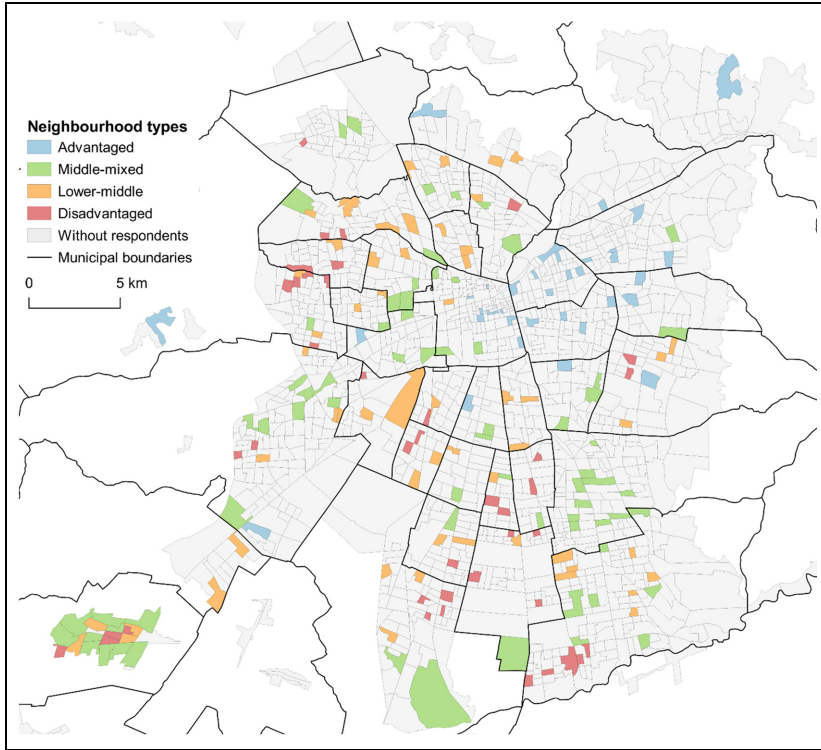 Neighbourhood types
Advantaged
Middle-mixed
Lower-middle
Disadvantaged
Without respondents
Municipal boundaries
0 5 km